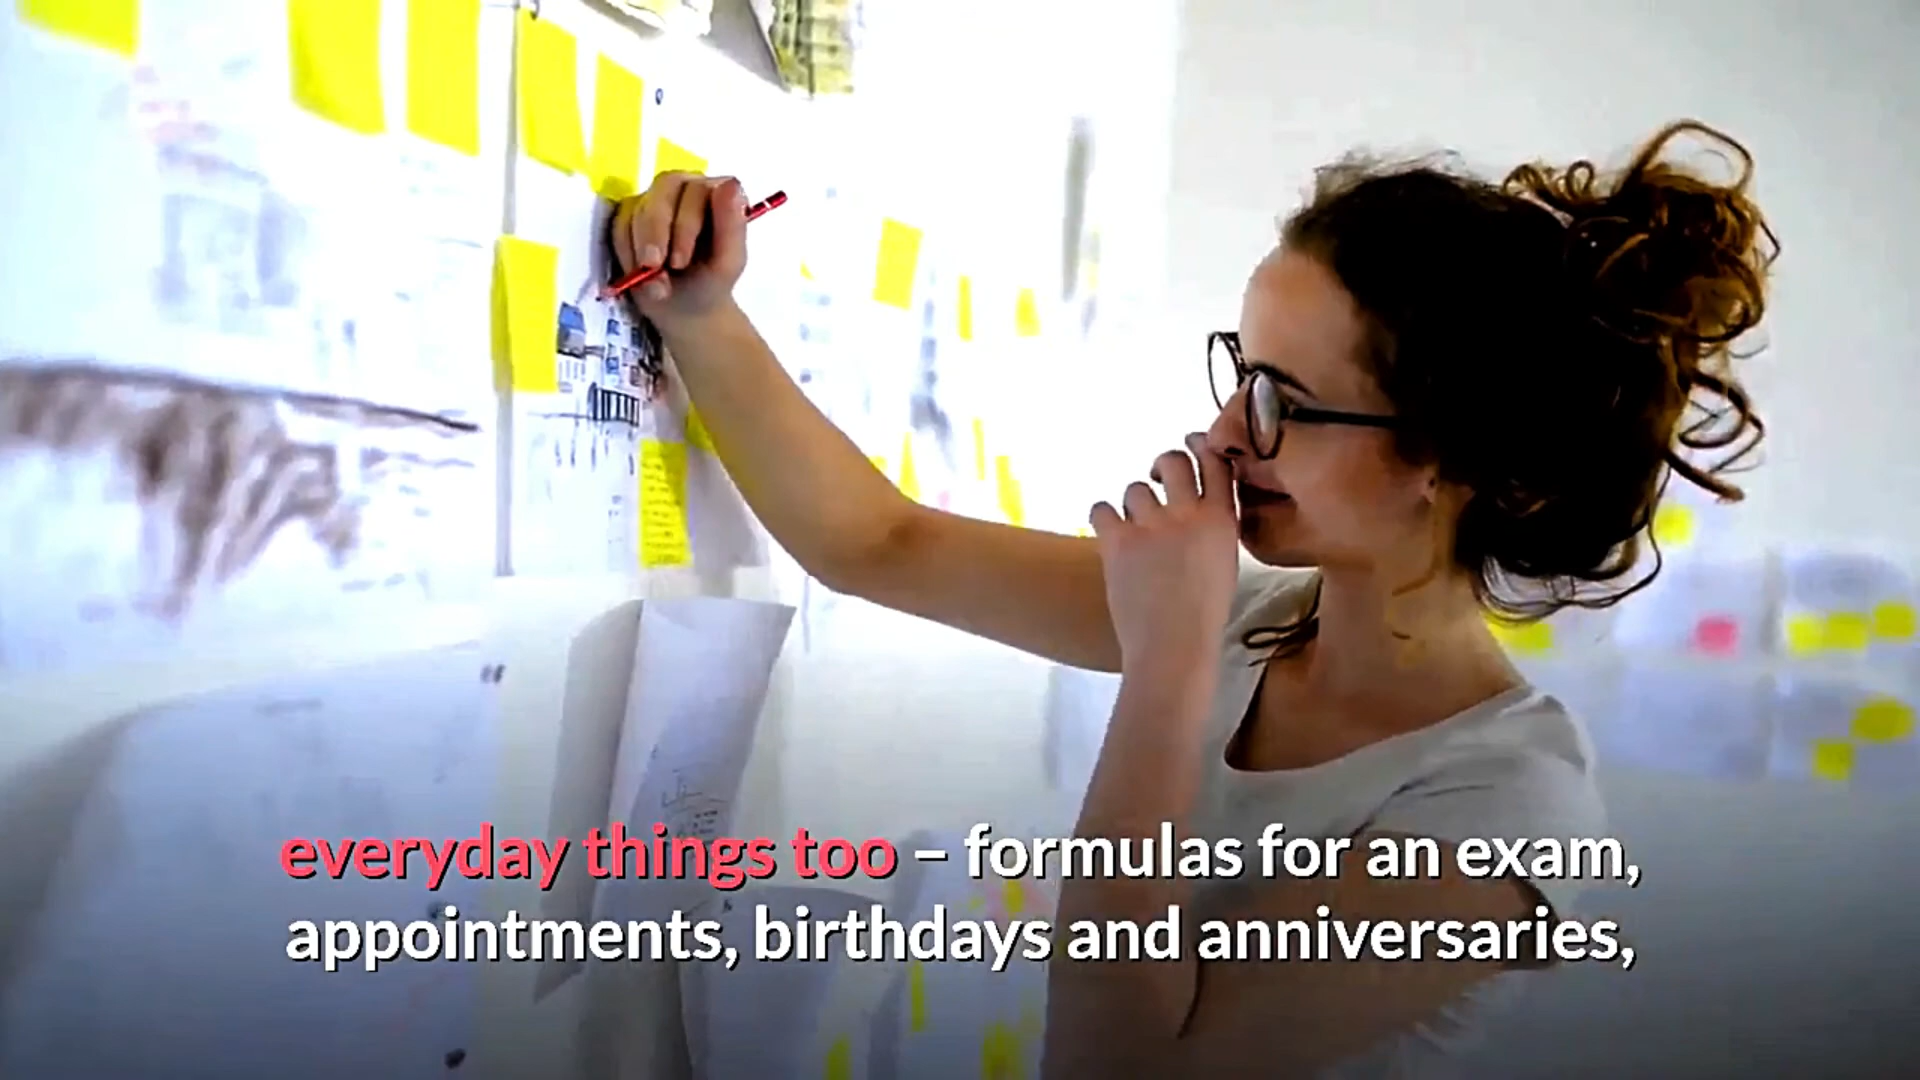 everyday things too – formulas for an exam,
appointments, birthdays and anniversaries,